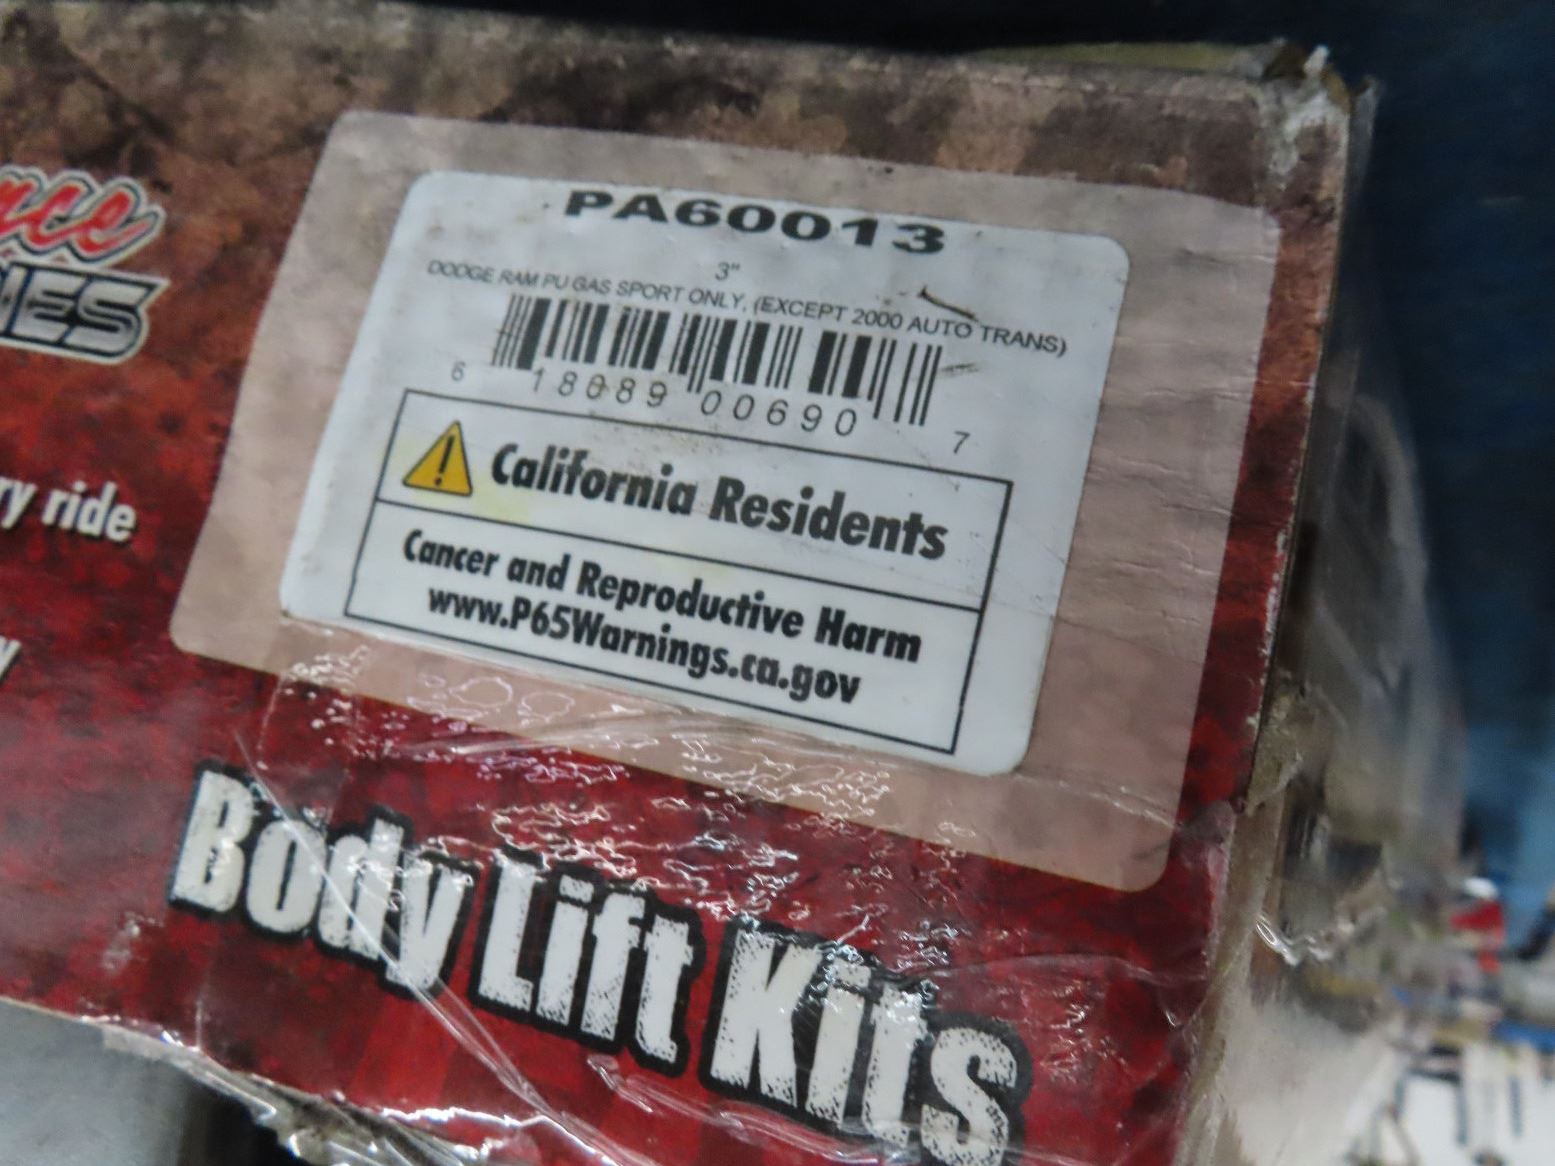 PA60013
3"
DODGE RAM PU GAS SPORT ONLY, (EXCEPT 2000 AUTO TRANS)
6 18089 00690 7
California Residents
Cancer and Reproductive Harm
www.P65Warnings.ca.gov
ride
Body Lift Kits